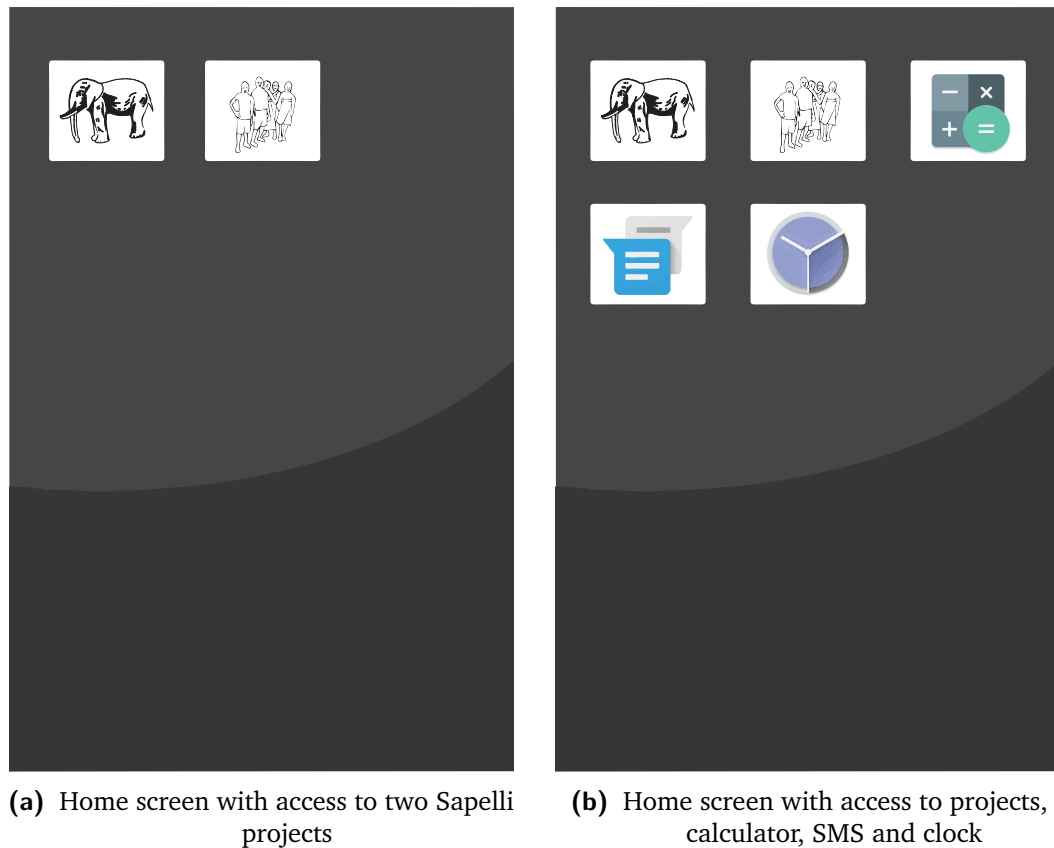 (a) Home screen with access to two Sapelli
projects
(b) Home screen with access to projects,
calculator, SMS and clock